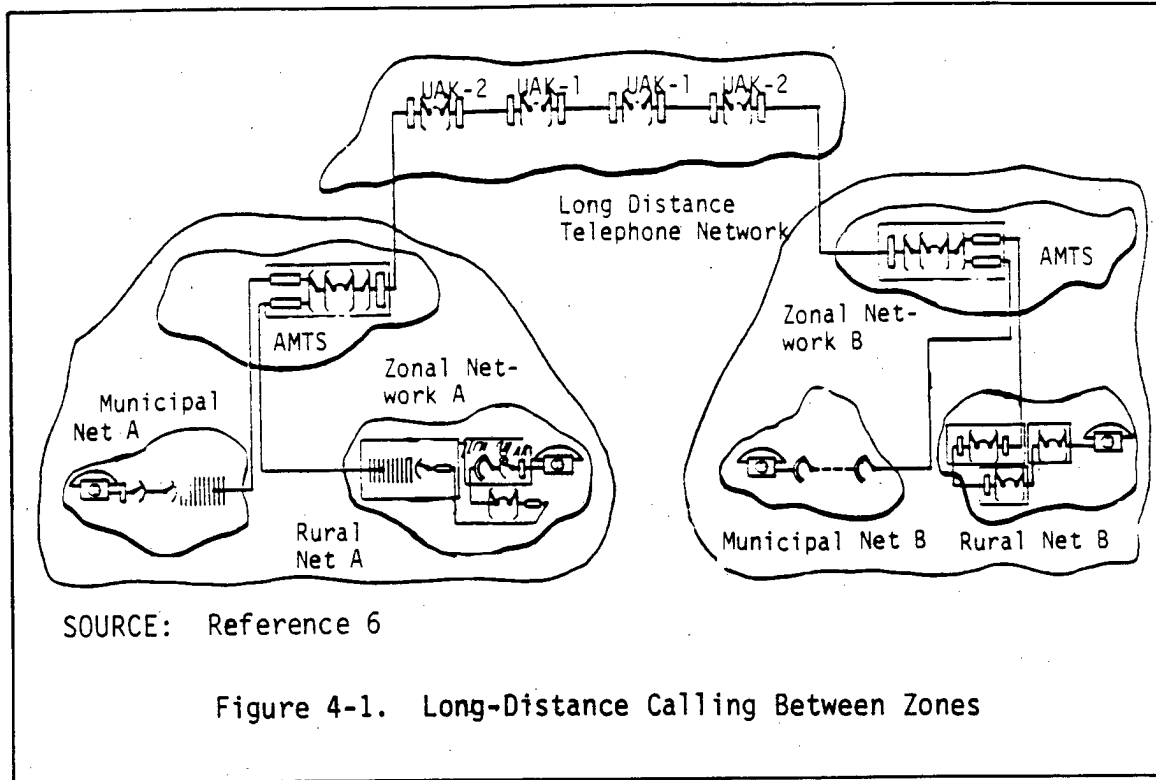 UAK-2 UAK-1 UAK-1 UAK-2
Long Distance
Telephone Network
AMTS
Zonal Net-
work B
AMTS
Zonal Net-
work A
Municipal
Net A
Rural
Net A
Municipal Net B
Rural Net B
SOURCE: Reference 6
Figure 4-1. Long-Distance Calling Between Zones